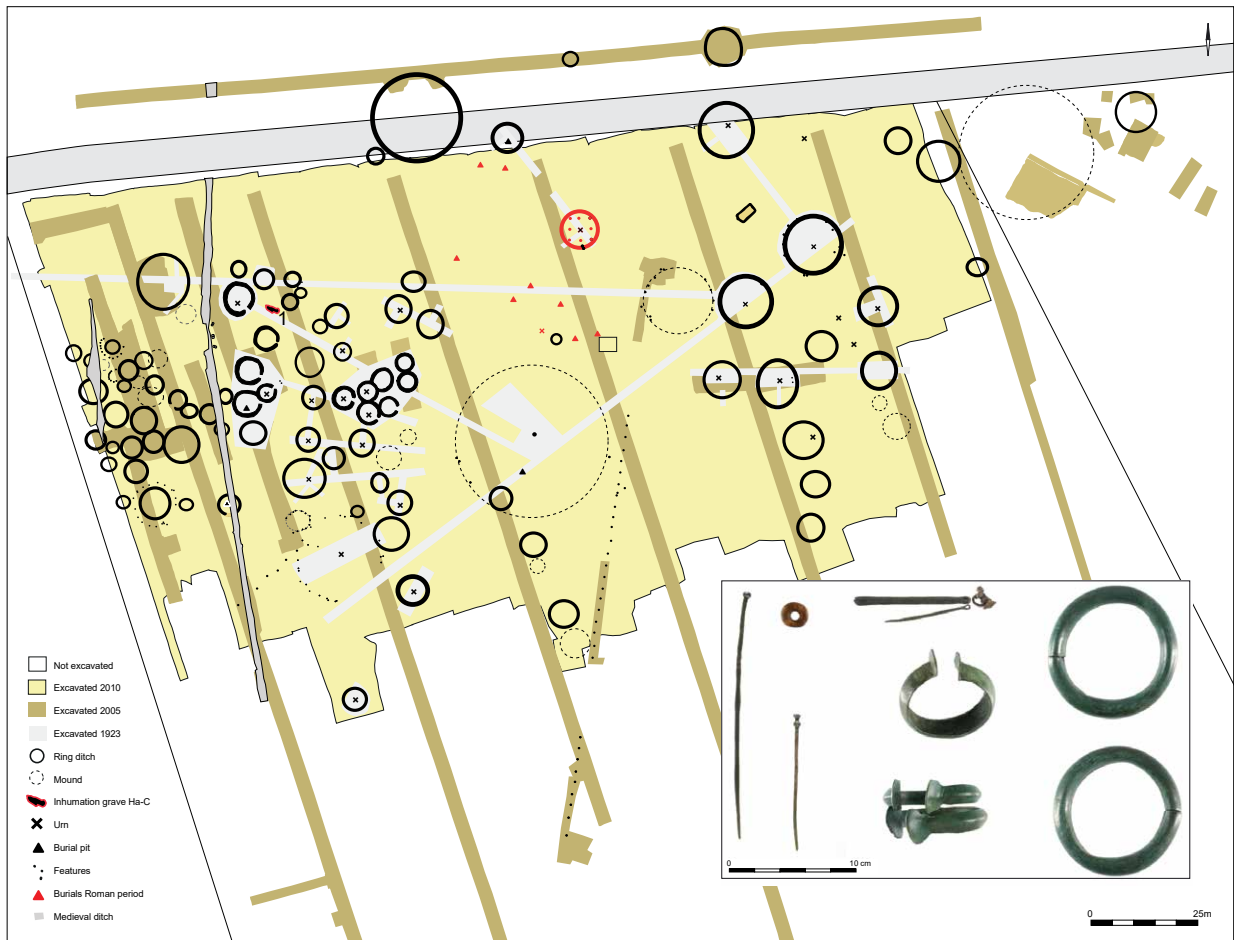 1
Not excavated
Excavated 2010
Excavated 2005
Excavated 1923
Ring ditch
Mound
Inhumation grave Ha-C
Urn
Burial pit
Features
Burials Roman period
Medieval ditch
0 10 cm
0 25m